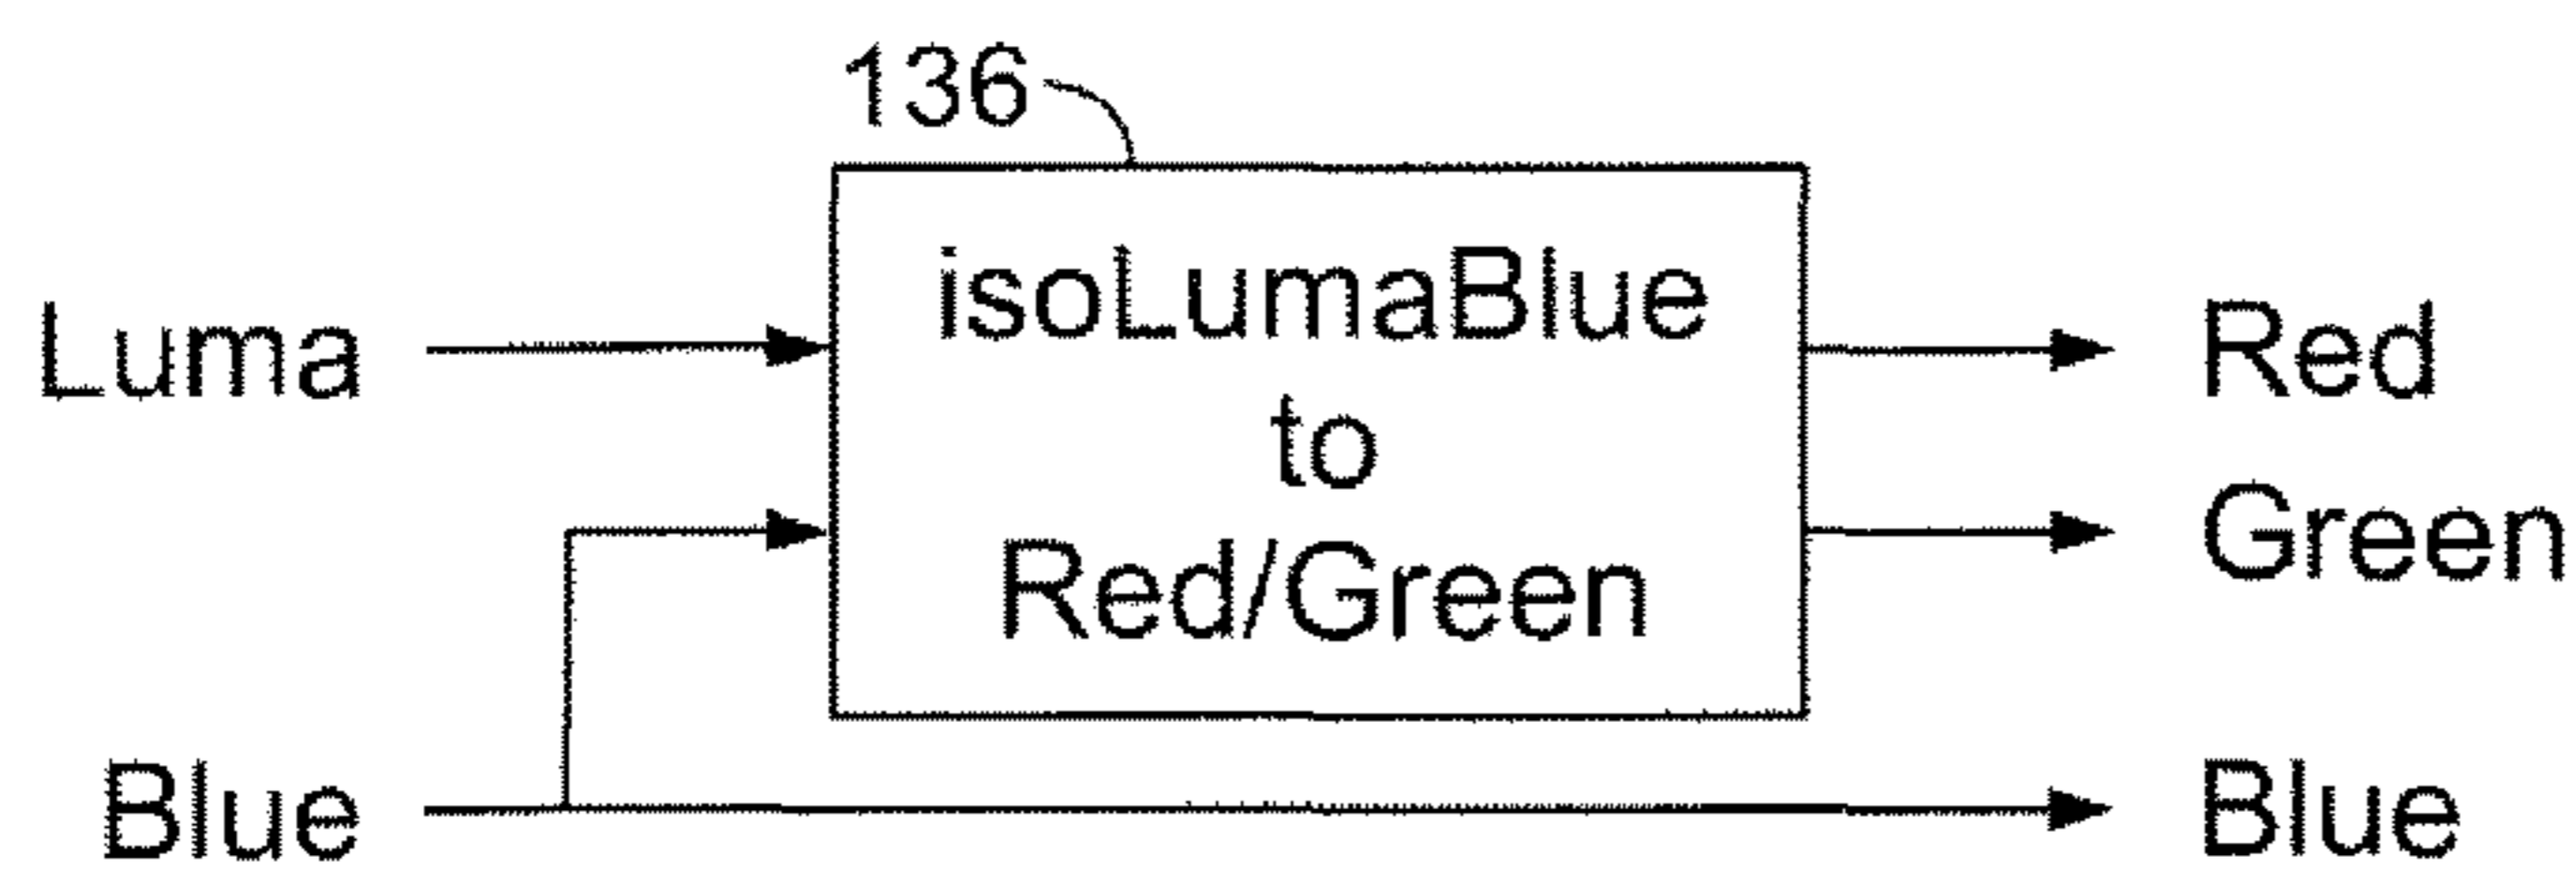 136
isoLumaBlue
to
Red/Green
Luma
Blue
Red
Green
Blue